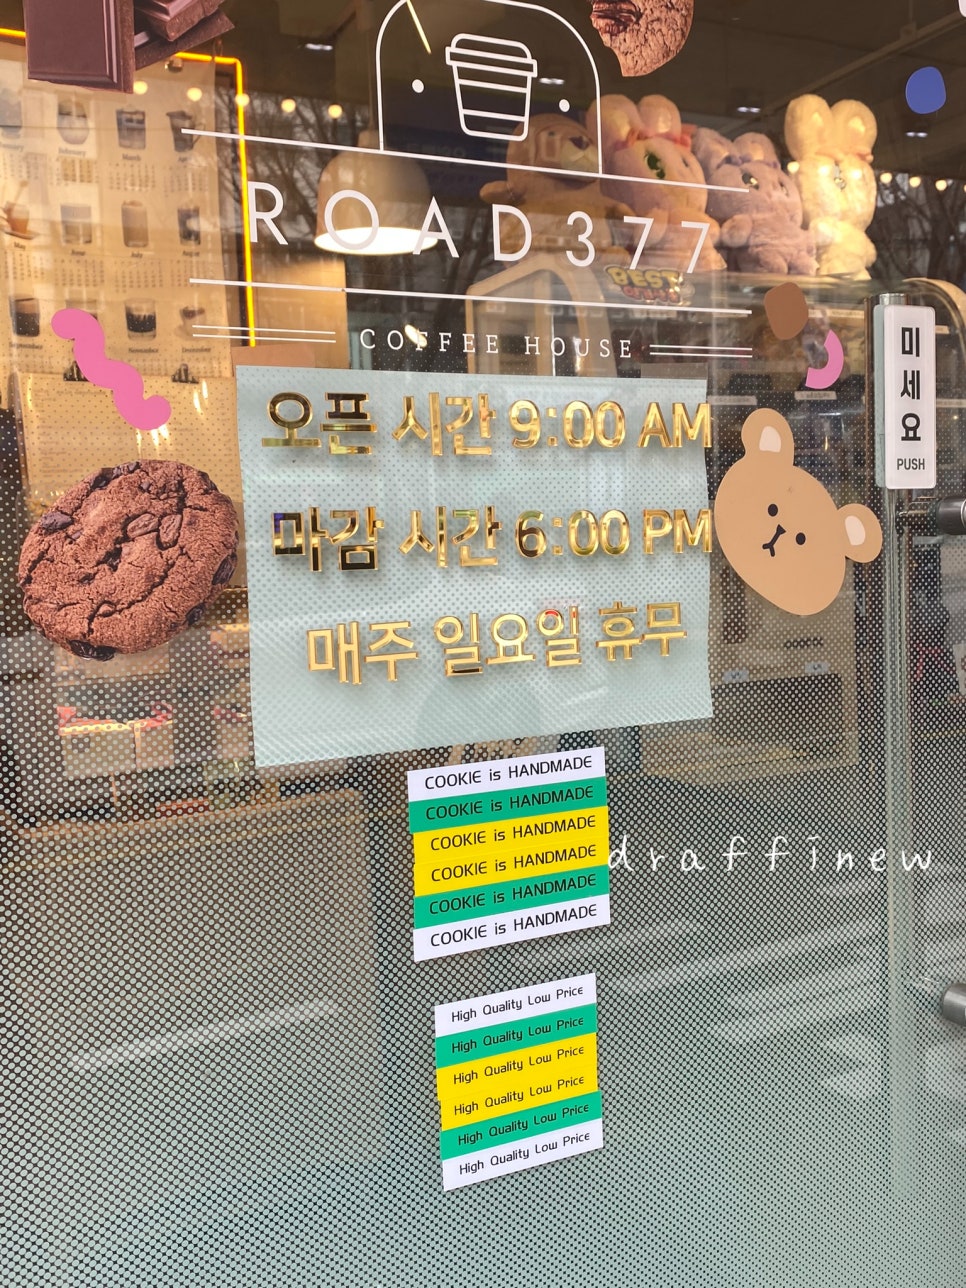 ROAD377
COFFEE HOUSE
미세요
PUSH
오픈 시간 9:00 AM
마감 시간 6:00 PM
매주 일요일 휴무
COOKIE is HANDMADE
COOKIE is HANDMADE
COOKIE is HANDMADE
COOKIE is HANDMADE
COOKIE is HANDMADE
COOKIE is HANDMADE
draffinew
High Quality Low Price
High Quality Low Price
High Quality Low Price
High Quality Low Price
High Quality Low Price
High Quality Low Price